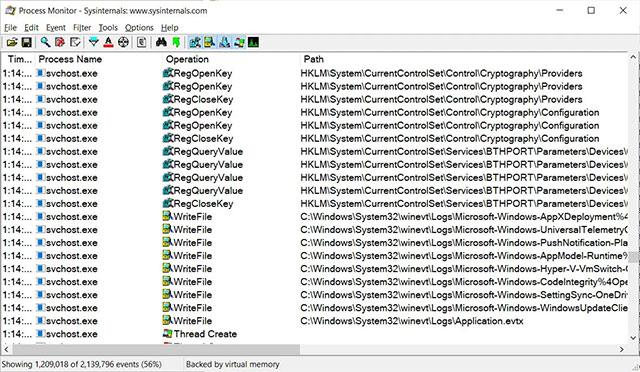 Process Monitor - Sysinternals: www.sysinternals.com
File Edit Event Filter Tools Options Help
Tim... Process Name Operation Path
1:14:... svchost.exe RegOpenKey HKLM\System\CurrentControlSet\Control\Cryptography\Providers
1:14:... svchost.exe RegOpenKey HKLM\System\CurrentControlSet\Control\Cryptography\Providers
1:14:... svchost.exe RegCloseKey HKLM\System\CurrentControlSet\Control\Cryptography\Providers
1:14:... svchost.exe RegOpenKey HKLM\System\CurrentControlSet\Control\Cryptography\Configuration
1:14:... svchost.exe RegOpenKey HKLM\System\CurrentControlSet\Control\Cryptography\Configuration
1:14:... svchost.exe RegCloseKey HKLM\System\CurrentControlSet\Control\Cryptography\Configuration
1:14:... svchost.exe RegQueryValue HKLM\System\CurrentControlSet\Services\BTHPORT\Parameters\Devices\
1:14:... svchost.exe RegQueryValue HKLM\System\CurrentControlSet\Services\BTHPORT\Parameters\Devices\
1:14:... svchost.exe RegQueryValue HKLM\System\CurrentControlSet\Services\BTHPORT\Parameters\Devices\
1:14:... svchost.exe RegQueryValue HKLM\System\CurrentControlSet\Services\BTHPORT\Parameters\Devices\
1:14:... svchost.exe RegCloseKey HKLM\System\CurrentControlSet\Services\BTHPORT\Parameters\Devices\
1:14:... svchost.exe WriteFile C:\Windows\System32\winevt\Logs\Microsoft-Windows-AppXDeployment%4
1:14:... svchost.exe WriteFile C:\Windows\System32\winevt\Logs\Microsoft-Windows-UniversalTelemetryC
1:14:... svchost.exe WriteFile C:\Windows\System32\winevt\Logs\Microsoft-Windows-PushNotification-Pla
1:14:... svchost.exe WriteFile C:\Windows\System32\winevt\Logs\Microsoft-Windows-AppModel-Runtime%
1:14:... svchost.exe WriteFile C:\Windows\System32\winevt\Logs\Microsoft-Windows-Hyper-V-VmSwitch-
1:14:... svchost.exe WriteFile C:\Windows\System32\winevt\Logs\Microsoft-Windows-CodeIntegrity%4Ope
1:14:... svchost.exe WriteFile C:\Windows\System32\winevt\Logs\Microsoft-Windows-SettingSync-OneDri
1:14:... svchost.exe WriteFile C:\Windows\System32\winevt\Logs\Microsoft-Windows-WindowsUpdateClie
1:14:... svchost.exe WriteFile C:\Windows\System32\winevt\Logs\Application.evtx
1:14:... svchost.exe Thread Create
Showing 1,209,018 of 2,139,796 events (56%) Backed by virtual memory